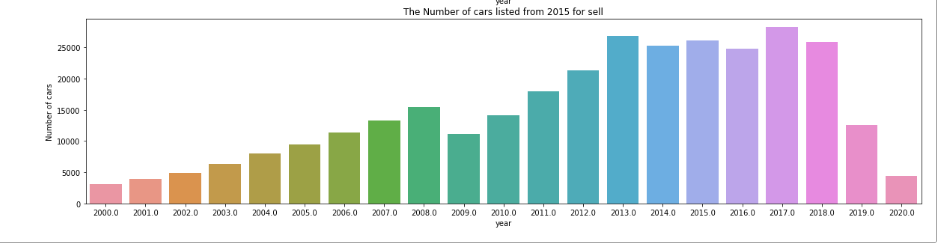 year
The Number of cars listed from 2015 for sell
Number of cars
25000
20000
15000
10000
5000
0
2000.0 2001.0 2002.0 2003.0 2004.0 2005.0 2006.0 2007.0 2008.0 2009.0 2010.0 2011.0 2012.0 2013.0 2014.0 2015.0 2016.0 2017.0 2018.0 2019.0 2020.0
year